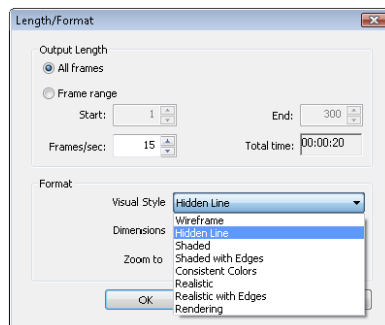 Length/Format
Output Length
All frames
Frame range
Start: 1 End: 300
Frames/sec: 15 Total time: 00:00:20
Format
Visual Style Hidden Line
Dimensions
Zoom to
Wireframe
Hidden Line
Shaded
Shaded with Edges
Consistent Colors
Realistic
Realistic with Edges
Rendering
OK